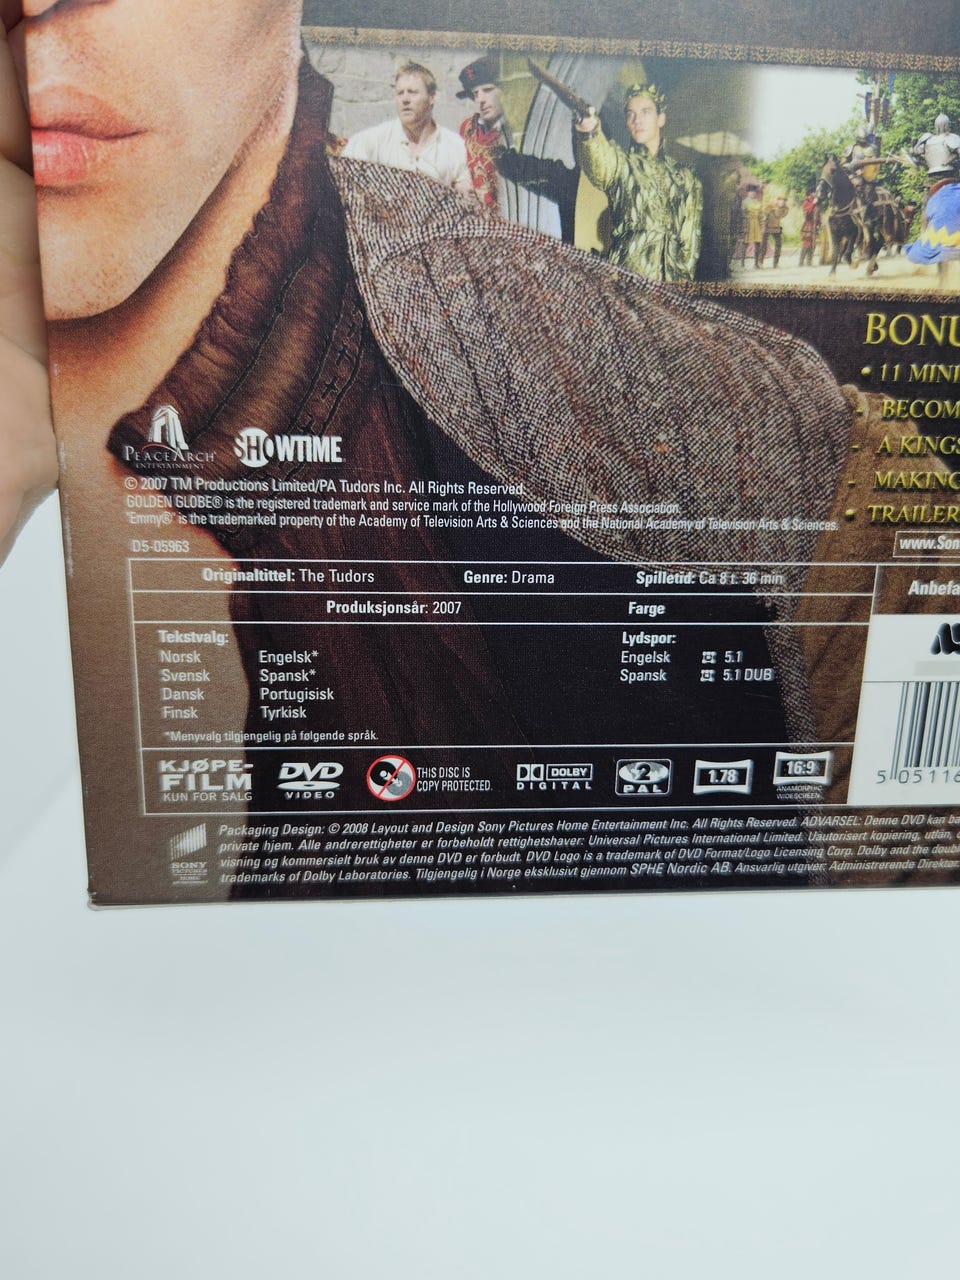 BONU
• 11 MINI
- BECOM
- A KINGS
- MAKING
• TRAILER
PEACEARCH
ENTERTAINMENT
SHOWTIME
© 2007 TM Productions Limited/PA Tudors Inc. All Rights Reserved.
GOLDEN GLOBE® is the registered trademark and service mark of the Hollywood Foreign Press Association.
"Emmy®" is the trademarked property of the Academy of Television Arts & Sciences and the National Academy of Television Arts & Sciences.
D5-05963
www.Son
Originaltittel: The Tudors Genre: Drama Spilletid: Ca 8 t. 36 min
Anbefa
Produksjonsår: 2007 Farge
Tekstvalg: Lydspor:
Norsk Engelsk* Engelsk 5.1
Svensk Spansk* Spansk 5.1 DUB
Dansk Portugisisk
Finsk Tyrkisk
*Menyvalg tilgjengelig på følgende språk.
KJØPE-
FILM
KUN FOR SALG
DVD
VIDEO
THIS DISC IS
COPY PROTECTED.
DOLBY
DIGITAL
2
PAL
1.78
16:9
ANAMORPHIC
WIDESCREEN
5 05116
SONY
PICTURES
HOME
Packaging Design: © 2008 Layout and Design Sony Pictures Home Entertainment Inc. All Rights Reserved. ADVARSEL: Denne DVD kan ba
private hjem. Alle andrerettigheter er forbeholdt rettighetshaver: Universal Pictures International Limited. Uautorisert kopiering, utlån,
visning og kommersielt bruk av denne DVD er forbudt. DVD Logo is a trademark of DVD Format/Logo Licensing Corp. Dolby and the doubl
trademarks of Dolby Laboratories. Tilgjengelig i Norge eksklusivt gjennom SPHE Nordic AB. Ansvarlig utgiver: Administrerende Direktør